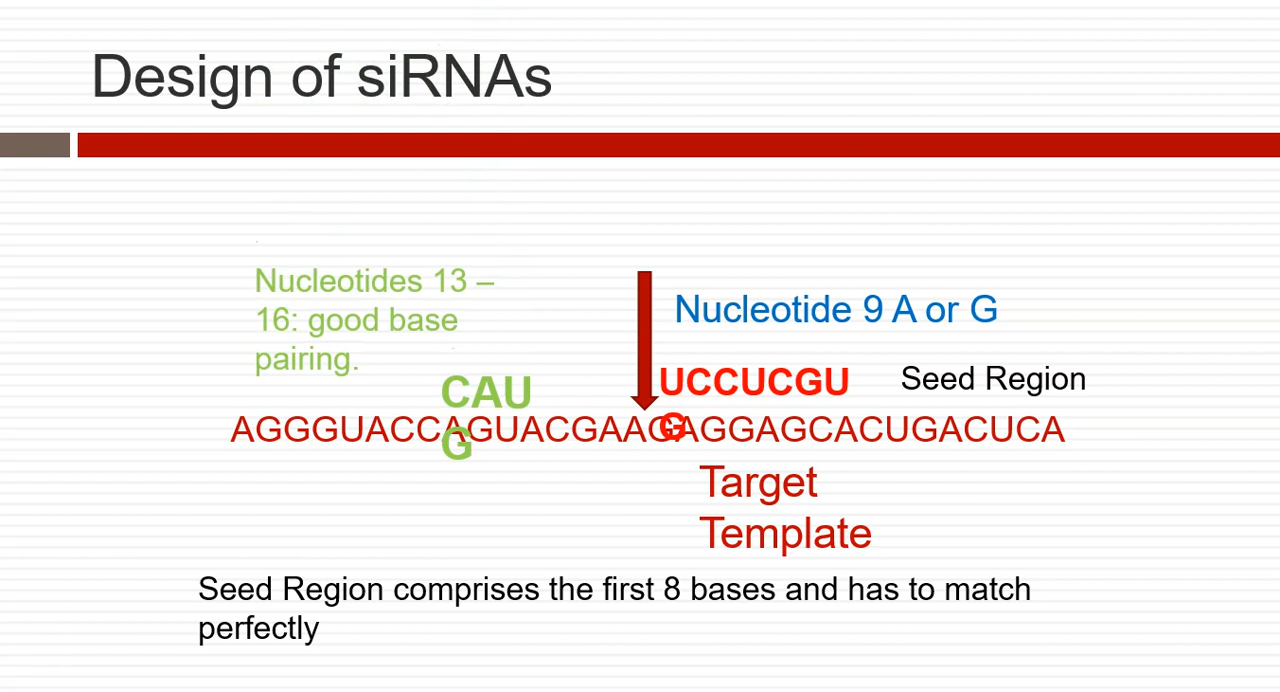 Design of siRNAs
Nucleotides 13 –
16: good base
pairing.
Nucleotide 9 A or G
CAU
G
UCCUCGU
G
Seed Region
AGGGUACCAGUACGAAGAGGAGCACUGACUCA
Target
Template
Seed Region comprises the first 8 bases and has to match
perfectly